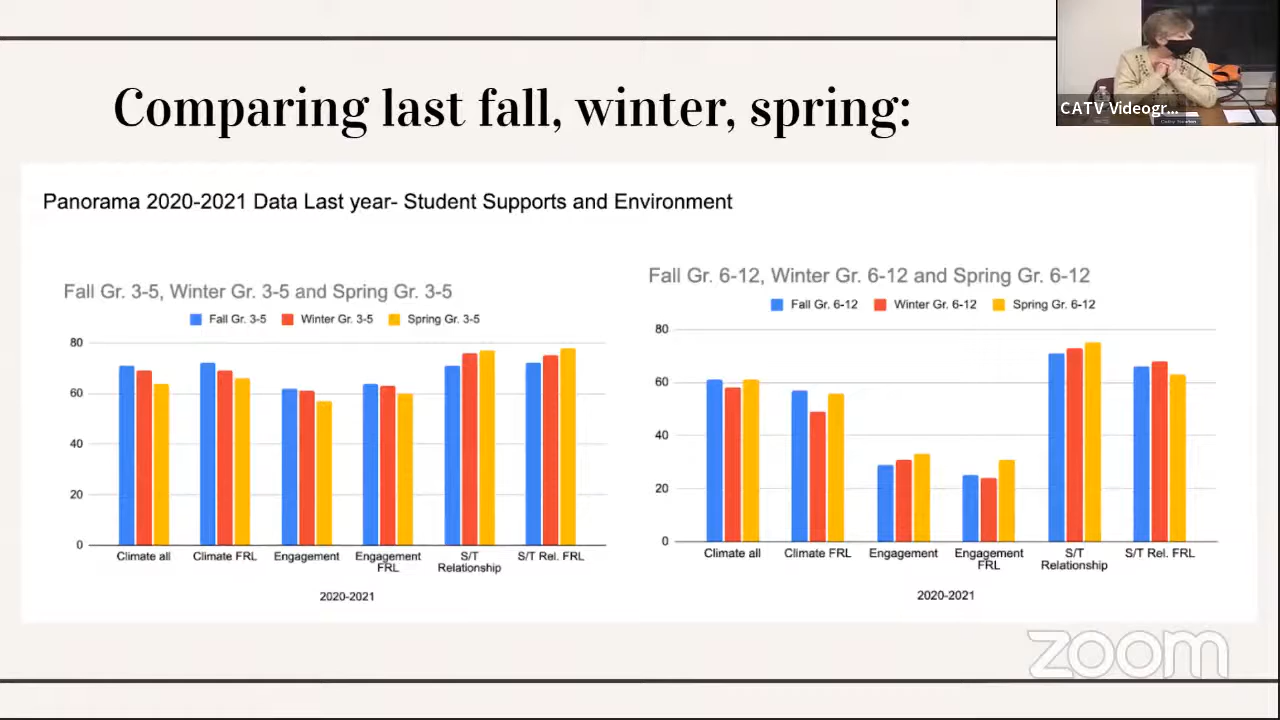 Comparing last fall, winter, spring:
CATV Videogr...
Panorama 2020-2021 Data Last year- Student Supports and Environment
Fall Gr. 3-5, Winter Gr. 3-5 and Spring Gr. 3-5
Fall Gr. 3-5 Winter Gr. 3-5 Spring Gr. 3-5
80
60
40
20
0
Climate all Climate FRL Engagement Engagement S/T S/T Rel. FRL
FRL Relationship
2020-2021
Fall Gr. 6-12, Winter Gr. 6-12 and Spring Gr. 6-12
Fall Gr. 6-12 Winter Gr. 6-12 Spring Gr. 6-12
80
60
40
20
0
Climate all Climate FRL Engagement Engagement S/T S/T Rel. FRL
FRL Relationship
2020-2021
zoom